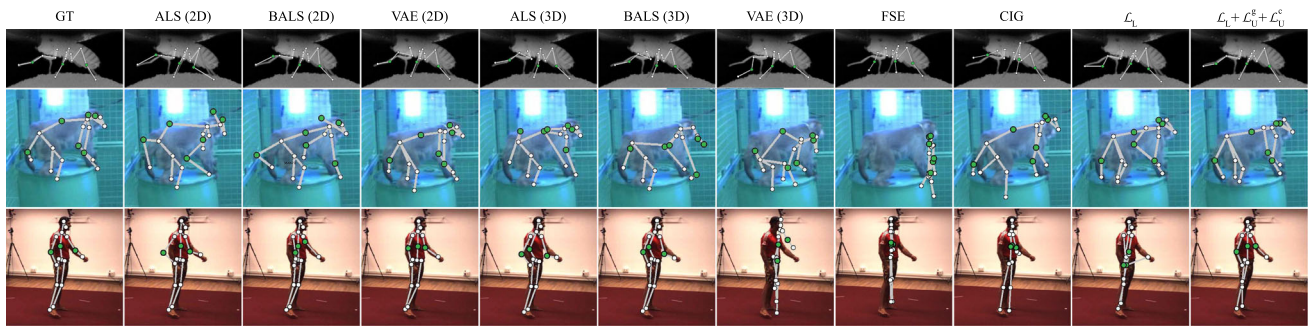 GT ALS (2D) BALS (2D) VAE (2D) ALS (3D) BALS (3D) VAE (3D) FSE CIG ℒ_L ℒ_L+ℒ_U^g+ℒ_U^c